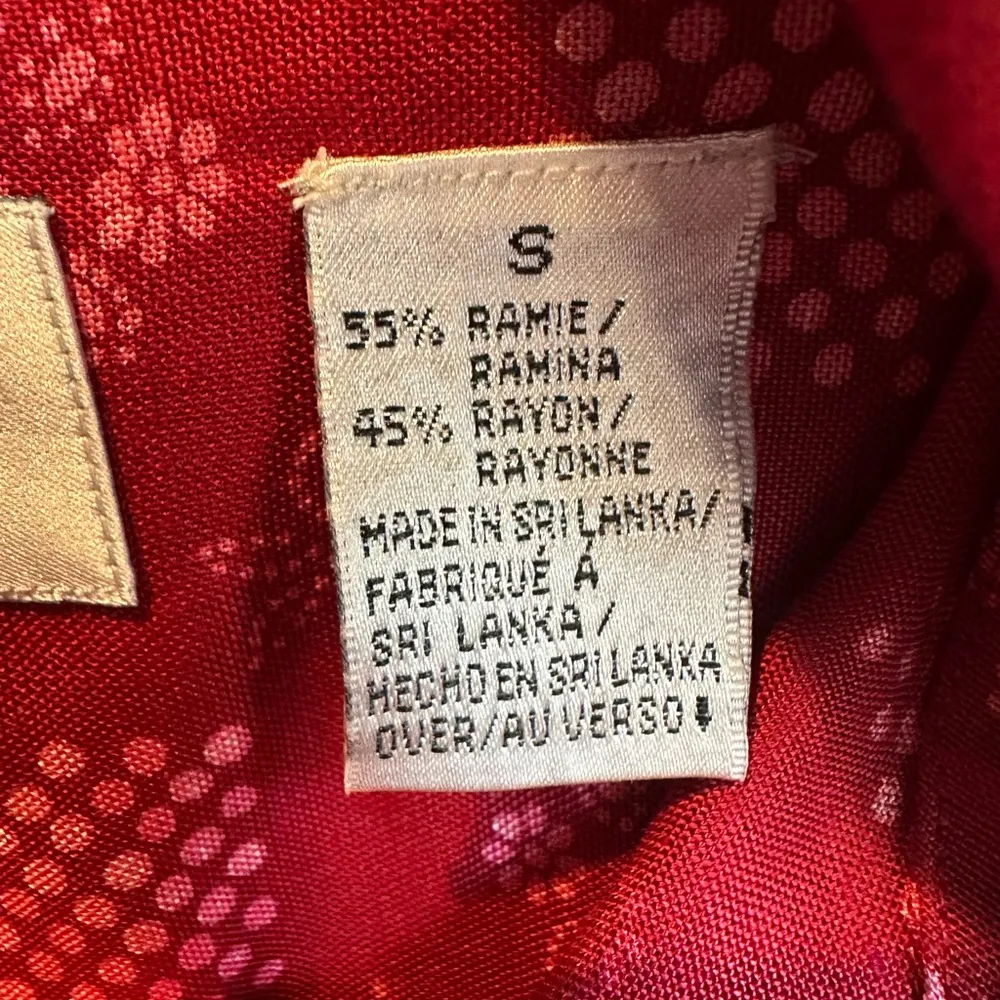 S
55% RAMIE/
RAMINA
45% RAYON/
RAYONNE
MADE IN SRI LANKA/
FABRIQUÉ À
SRI LANKA/
HECHO EN SRI LANKA
OVER/AU VERSO